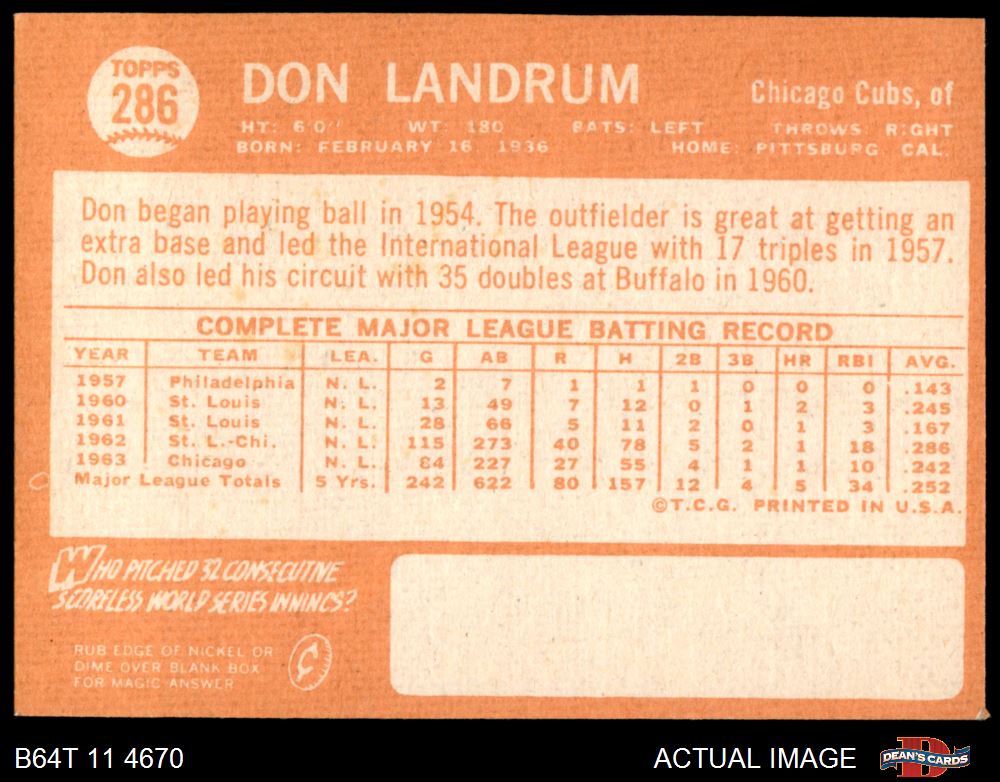 TOPPS
286
DON LANDRUM
Chicago Cubs, of
HT: 6'0" WT: 180 BATS: LEFT THROWS: RIGHT
BORN: FEBRUARY 16, 1936 HOME: PITTSBURG CAL.
Don began playing ball in 1954. The outfielder is great at getting an
extra base and led the International League with 17 triples in 1957.
Don also led his circuit with 35 doubles at Buffalo in 1960.
COMPLETE MAJOR LEAGUE BATTING RECORD
YEAR TEAM LEA. G AB R H 2B 3B HR RBI AVG.
1957 Philadelphia N. L. 2 7 1 1 1 0 0 0 .143
1960 St. Louis N. L. 13 49 7 12 0 1 2 3 .245
1961 St. Louis N. L. 28 66 5 11 2 0 1 3 .167
1962 St. L.-Chi. N. L. 115 273 40 78 5 2 1 18 .286
1963 Chicago N. L. 84 227 27 55 4 1 1 10 .242
Major League Totals 5 Yrs. 242 622 80 157 12 4 5 34 .252
©T.C.G. PRINTED IN U.S.A.
WHO PITCHED 32 CONSECUTIVE
SCORELESS WORLD SERIES INNINGS?
RUB EDGE OF NICKEL OR
DIME OVER BLANK BOX
FOR MAGIC ANSWER
B64T 11 4670
ACTUAL IMAGE
DEAN'S CARDS